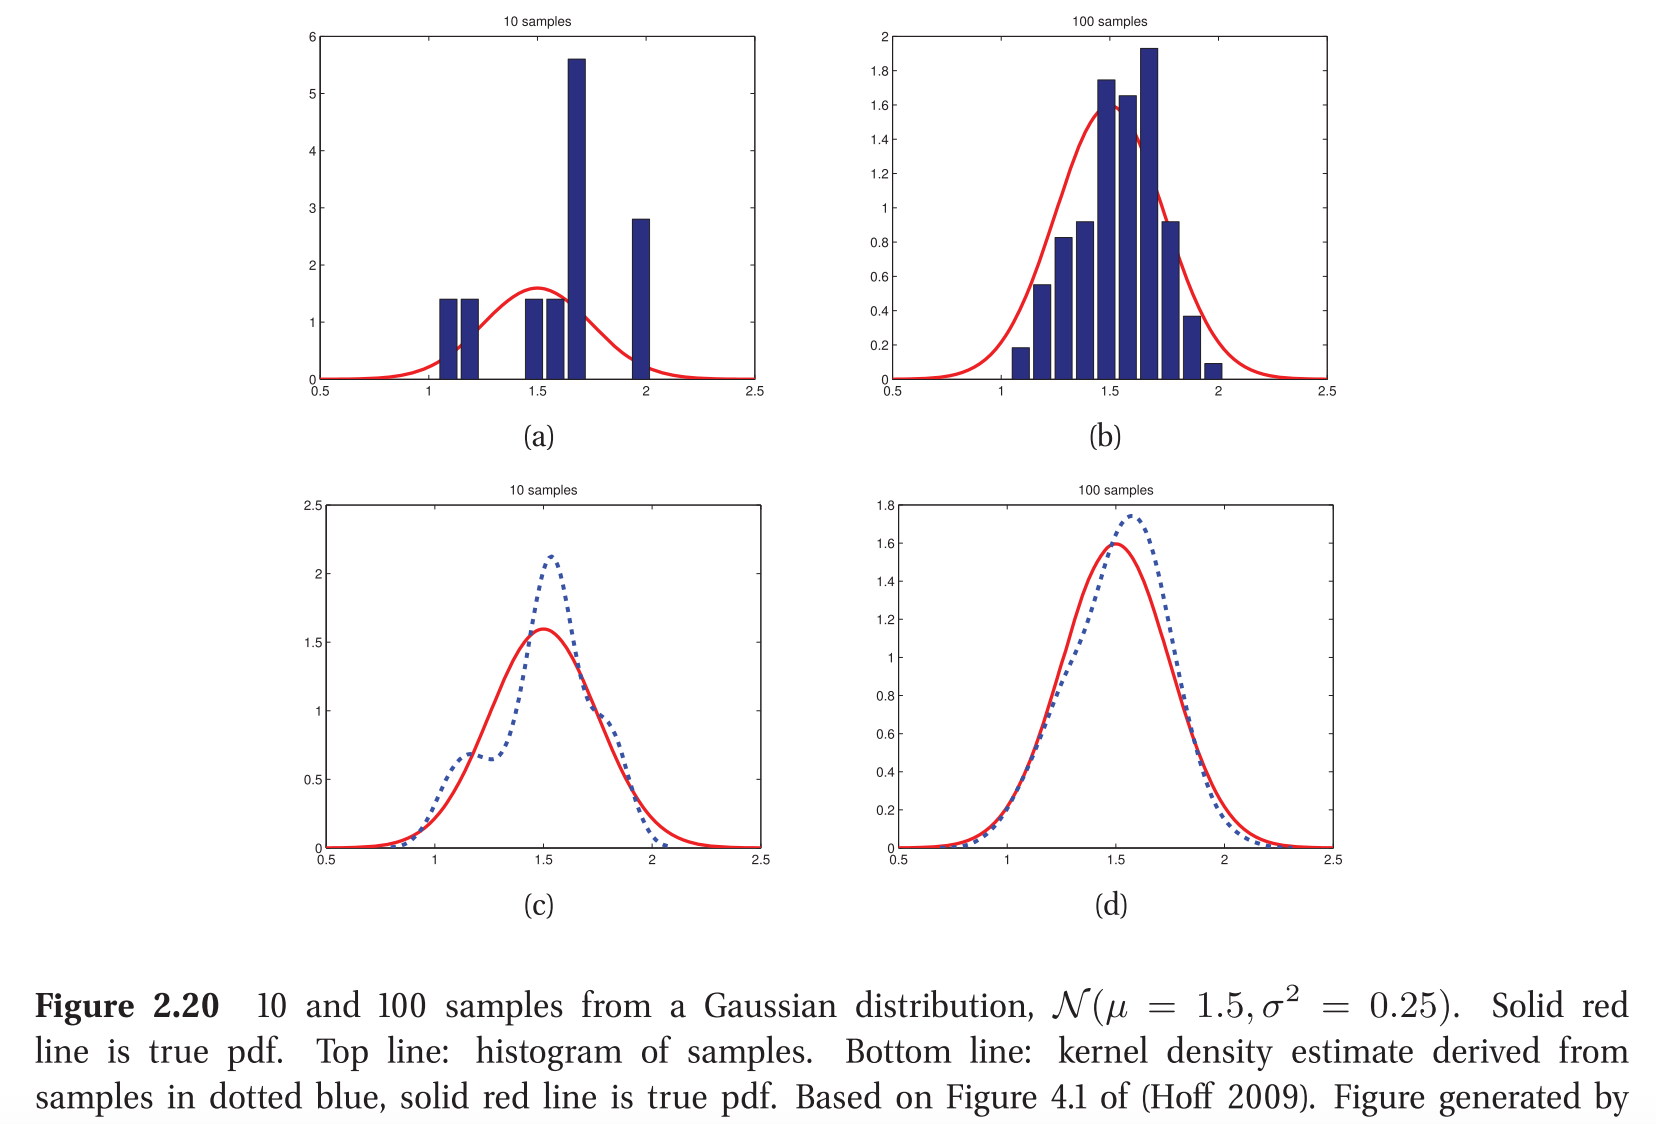 10 samples
6
5
4
3
2
1
0
0.5 1 1.5 2 2.5
(a)
100 samples
2
1.8
1.6
1.4
1.2
1
0.8
0.6
0.4
0.2
0
0.5 1 1.5 2 2.5
(b)
10 samples
2.5
2
1.5
1
0.5
0
0.5 1 1.5 2 2.5
(c)
100 samples
1.8
1.6
1.4
1.2
1
0.8
0.6
0.4
0.2
0
0.5 1 1.5 2 2.5
(d)
Figure 2.20 10 and 100 samples from a Gaussian distribution, 𝒩(μ = 1.5, σ² = 0.25). Solid red
line is true pdf. Top line: histogram of samples. Bottom line: kernel density estimate derived from
samples in dotted blue, solid red line is true pdf. Based on Figure 4.1 of (Hoff 2009). Figure generated by